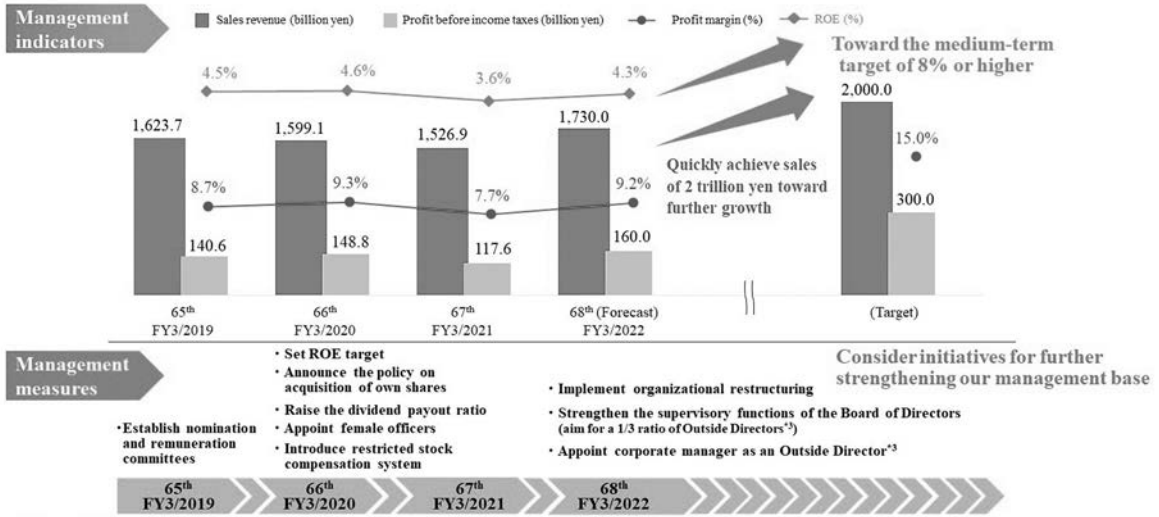 Management
indicators
Sales revenue (billion yen)
Profit before income taxes (billion yen)
Profit margin (%)
ROE (%)
4.5%
4.6%
3.6%
4.3%
Toward the medium-term
target of 8% or higher
2,000.0
1,623.7
1,599.1
1,526.9
1,730.0
15.0%
8.7%
9.3%
7.7%
9.2%
Quickly achieve sales
of 2 trillion yen toward
further growth
300.0
140.6
148.8
117.6
160.0
65th
FY3/2019
66th
FY3/2020
67th
FY3/2021
68th (Forecast)
FY3/2022
(Target)
Management
measures
・Establish nomination
and remuneration
committees
・Set ROE target
・Announce the policy on
acquisition of own shares
・Raise the dividend payout ratio
・Appoint female officers
・Introduce restricted stock
compensation system
・Implement organizational restructuring
・Strengthen the supervisory functions of the Board of Directors
(aim for a 1/3 ratio of Outside Directors*3)
・Appoint corporate manager as an Outside Director*3
Consider initiatives for further
strengthening our management base
65th
FY3/2019
66th
FY3/2020
67th
FY3/2021
68th
FY3/2022